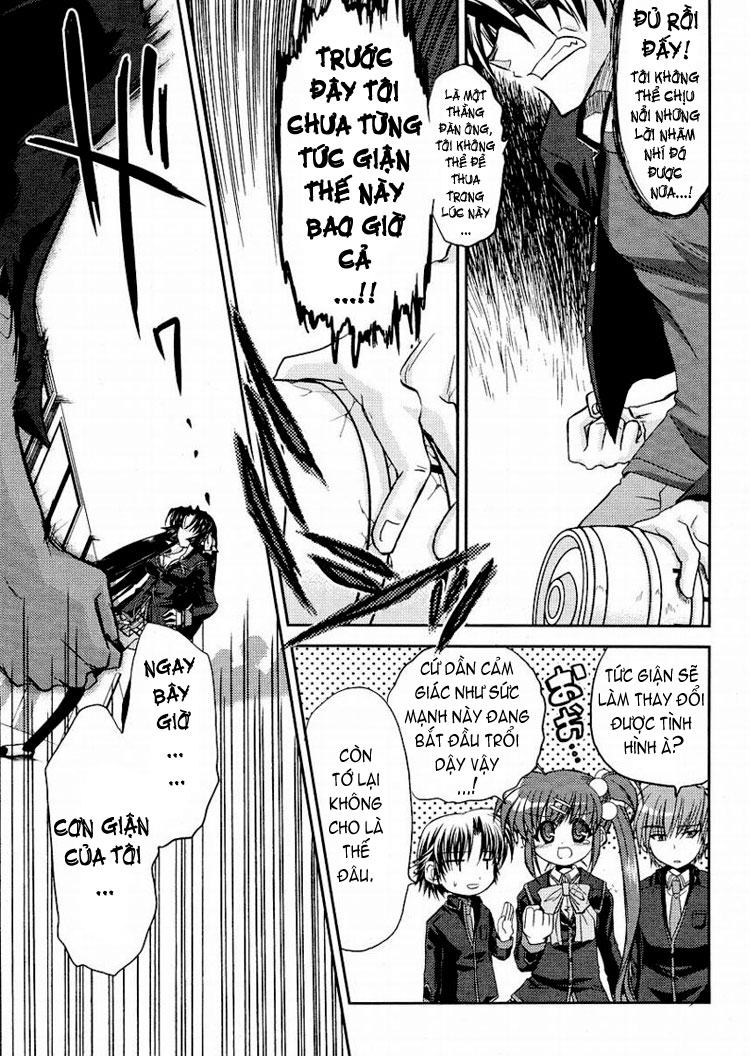 ĐỦ RỒI
ĐẤY!
TÔI KHÔNG
THỂ CHỊU
NỔI NHỮNG
LỜI NHẢM
NHÍ ĐÓ
ĐƯỢC
NỮA...!
LÀ MỘT
THẰNG
ĐÀN ÔNG,
TÔI KHÔNG
THỂ ĐỂ
THUA
TRONG
LÚC NÀY
...
TRƯỚC
ĐÂY TÔI
CHƯA TỪNG
TỨC GIẬN
THẾ NÀY
BAO GIỜ
CẢ
...!!
TỨC GIẬN SẼ
LÀM THAY ĐỔI
ĐƯỢC TÌNH
HÌNH À?
CỨ DẦN CẢM
GIÁC NHƯ SỨC
MẠNH NÀY ĐANG
BẮT ĐẦU TRỖI
DẬY VẬY
...!
CÒN
TỚ LẠI
KHÔNG
CHO LÀ
THẾ
ĐÂU.
NGAY
BÂY
GIỜ
...
...
CƠN GIẬN
CỦA TÔI
...